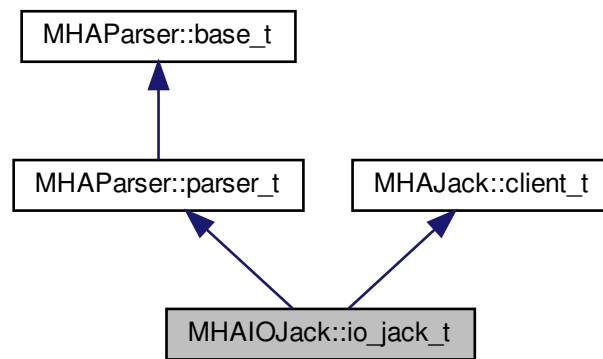 MHAParser::base_t
MHAParser::parser_t
MHAJack::client_t
MHAIOJack::io_jack_t